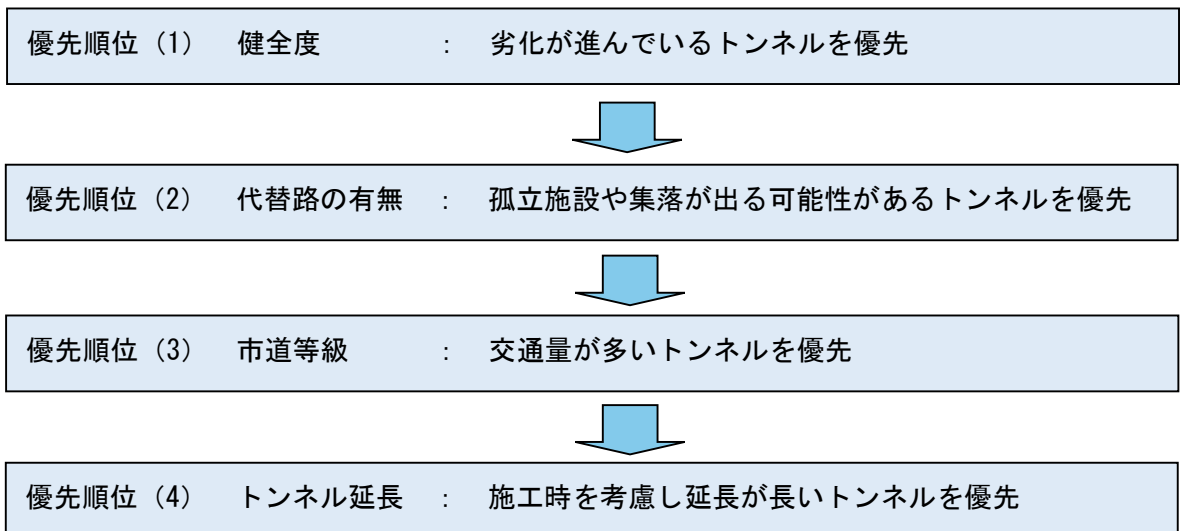 優先順位（1） 健全度 ： 劣化が進んでいるトンネルを優先
優先順位（2） 代替路の有無 ： 孤立施設や集落が出る可能性があるトンネルを優先
優先順位（3） 市道等級 ： 交通量が多いトンネルを優先
優先順位（4） トンネル延長 ： 施工時を考慮し延長が長いトンネルを優先